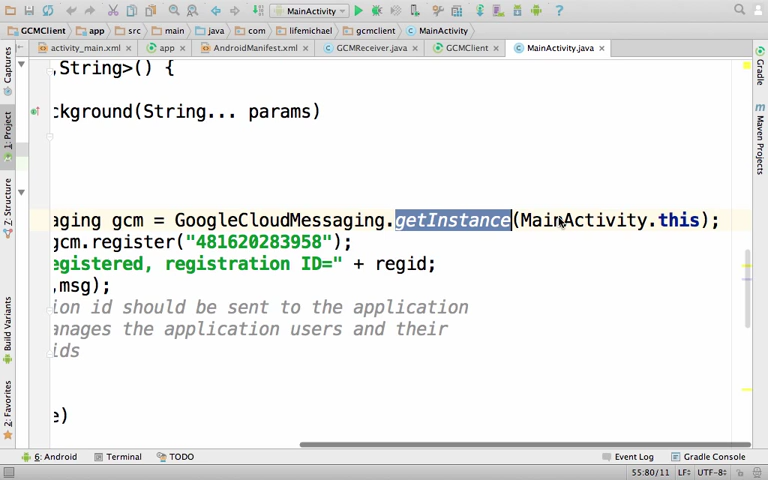 MainActivity
GCMClient app src main java com lifemichael gcmclient MainActivity
activity_main.xml app AndroidManifest.xml GCMReceiver.java GCMClient MainActivity.java
,String>() {
ckground(String... params)
aging gcm = GoogleCloudMessaging.getInstance(MainActivity.this);
gcm.register("481620283958");
egistered, registration ID=" + regid;
,msg);
ion id should be sent to the application
anages the application users and their
ids
e)
Captures
1: Project
7: Structure
Build Variants
2: Favorites
Gradle
Maven Projects
6: Android Terminal TODO Event Log Gradle Console
55:80/11 LF: UTF-8: